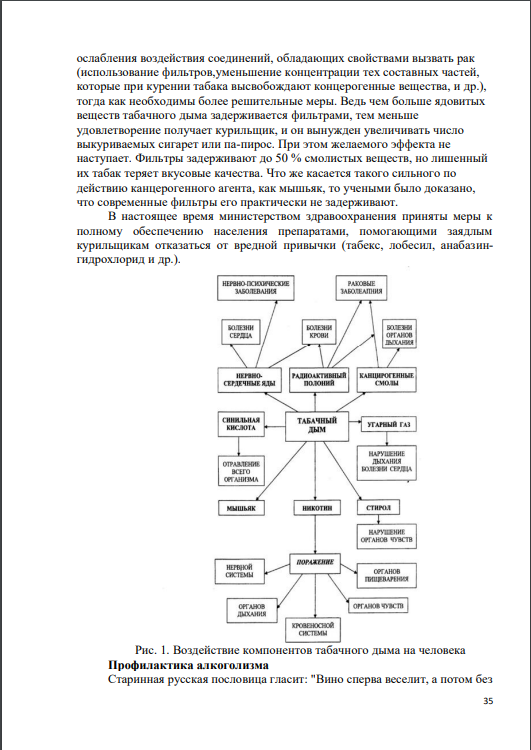 ослабления воздействия соединений, обладающих свойствами вызвать рак
(использование фильтров,уменьшение концентрации тех составных частей,
которые при курении табака высвобождают концерогенные вещества, и др.),
тогда как необходимы более решительные меры. Ведь чем больше ядовитых
веществ табачного дыма задерживается фильтрами, тем меньше
удовлетворение получает курильщик, и он вынужден увеличивать число
выкуриваемых сигарет или па-пирос. При этом желаемого эффекта не
наступает. Фильтры задерживают до 50 % смолистых веществ, но лишенный
их табак теряет вкусовые качества. Что же касается такого сильного по
действию канцерогенного агента, как мышьяк, то учеными было доказано,
что современные фильтры его практически не задерживают.
В настоящее время министерством здравоохранения приняты меры к
полному обеспечению населения препаратами, помогающими заядлым
курильщикам отказаться от вредной привычки (табекс, лобесил, анабазин-
гидрохлорид и др.).
НЕРВНО-ПСИХИЧЕСКИЕ
ЗАБОЛЕВАНИЯ
РАКОВЫЕ
ЗАБОЛЕАПНИЯ
БОЛЕЗНИ
СЕРДЦА
БОЛЕЗНИ
КРОВИ
БОЛЕЗНИ
ОРГАНОВ
ДЫХАНИЯ
НЕРВНО-
СЕРДЕЧНЫЕ ЯДЫ
РАДИОАКТИВНЫЙ
ПОЛОНИЙ
КАНЦИРОГЕННЫЕ
СМОЛЫ
СИНИЛЬНАЯ
КИСЛОТА
ТАБАЧНЫЙ
ДЫМ
УГАРНЫЙ ГАЗ
ОТРАВЛЕНИЕ
ВСЕГО
ОРГАНИЗМА
НАРУШЕНИЕ
ДЫХАНИЯ
БОЛЕЗНИ СЕРДЦА
МЫШЬЯК
НИКОТИН
СТИРОЛ
НАРУШЕНИЕ
ОРГАНОВ ЧУВСТВ
НЕРВНОЙ
СИСТЕМЫ
ПОРАЖЕНИЕ
ОРГАНОВ
ПИЩЕВАРЕНИЯ
ОРГАНОВ
ДЫХАНИЯ
ОРГАНОВ ЧУВСТВ
КРОВЕНОСНОЙ
СИСТЕМЫ
Рис. 1. Воздействие компонентов табачного дыма на человека
Профилактика алкоголизма
Старинная русская пословица гласит: "Вино сперва веселит, а потом без
35